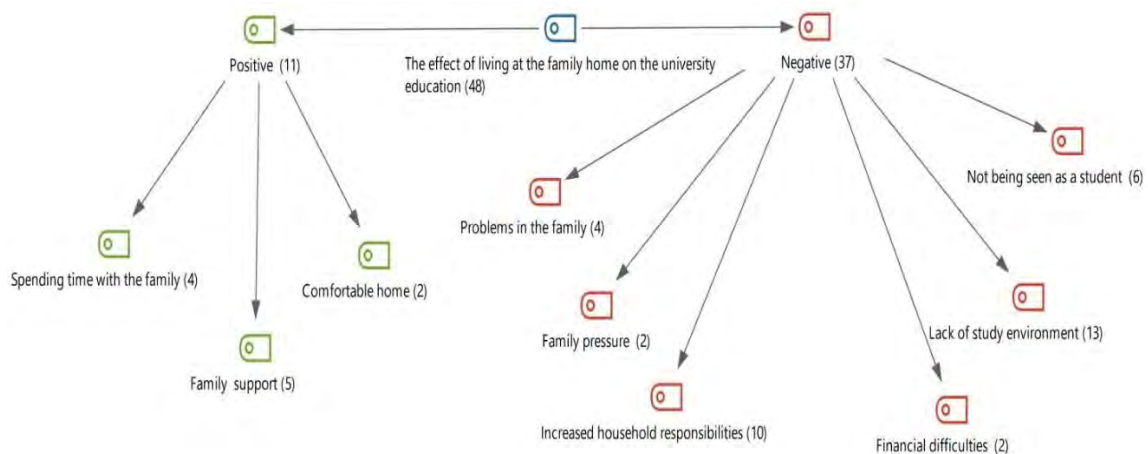 Positive (11)
The effect of living at the family home on the university
education (48)
Negative (37)
Not being seen as a student (6)
Problems in the family (4)
Spending time with the family (4)
Comfortable home (2)
Family pressure (2)
Lack of study environment (13)
Family support (5)
Increased household responsibilities (10)
Financial difficulties (2)